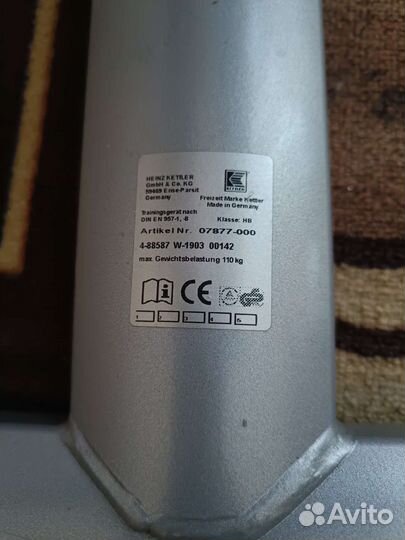 HEINZ KETTLER
GmbH & Co. KG
59469 Ense-Parsit
Germany
KETTLER
Freizeit Marke Kettler
Made in Germany
Trainingsgerät nach
DIN EN 957-1, -8 Klasse: HB
Artikel Nr. 07877-000
4-88587 W-1903 00142
max. Gewichtsbelastung 110 kg
CE
1 2 3 4 5
Avito